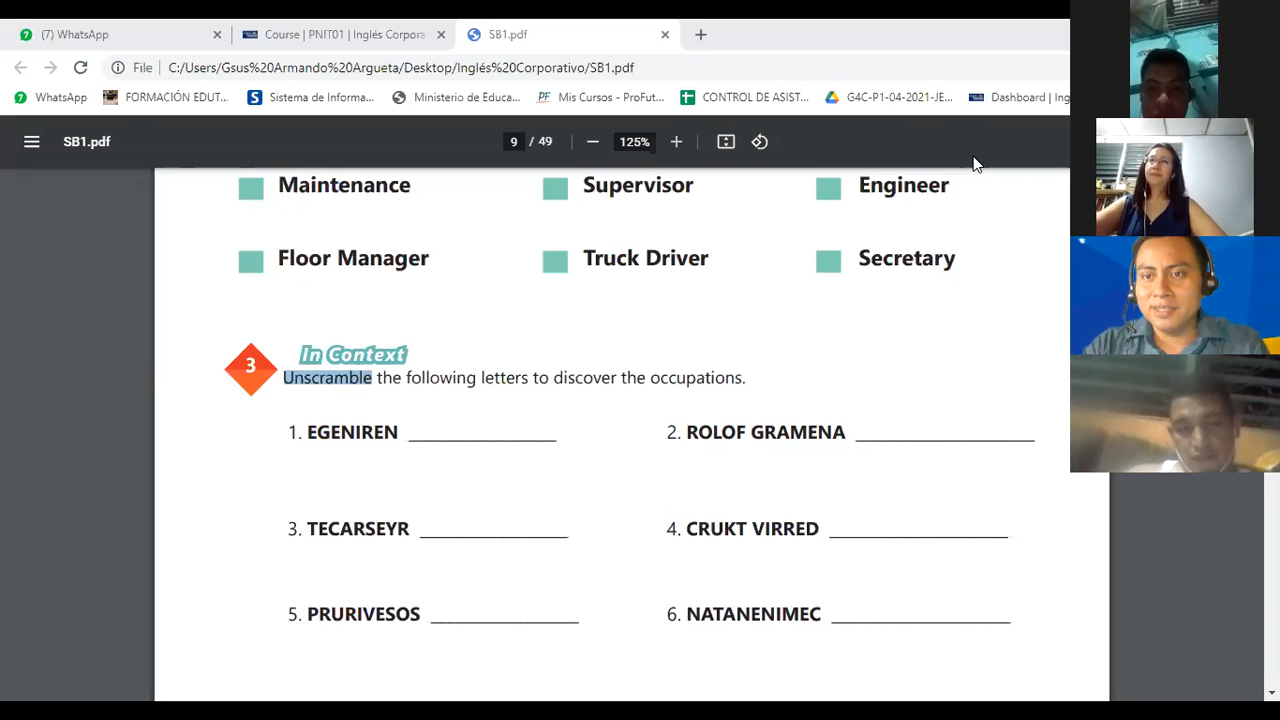 (7) WhatsApp
Course | PNIT01 | Inglés Corpora
SB1.pdf
File
C:/Users/Gsus%20Armando%20Argueta/Desktop/Inglés%20Corporativo/SB1.pdf
WhatsApp
FORMACIÓN EDUT...
Sistema de Informa...
Ministerio de Educa...
Mis Cursos - ProFut...
CONTROL DE ASIST...
G4C-P1-04-2021-JE...
Dashboard | Ing
SB1.pdf
9 / 49
125%
Maintenance
Supervisor
Engineer
Floor Manager
Truck Driver
Secretary
3
In Context
Unscramble the following letters to discover the occupations.
1. EGENIREN
2. ROLOF GRAMENA
3. TECARSEYR
4. CRUKT VIRRED
5. PRURIVESOS
6. NATANENIMEC